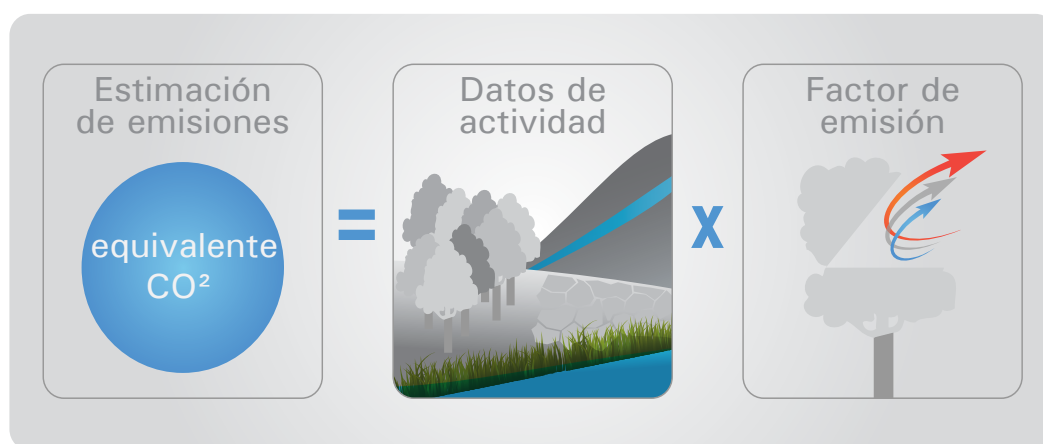 Estimación
de emisiones
equivalente
CO²
=
Datos de
actividad
x
Factor de
emisión